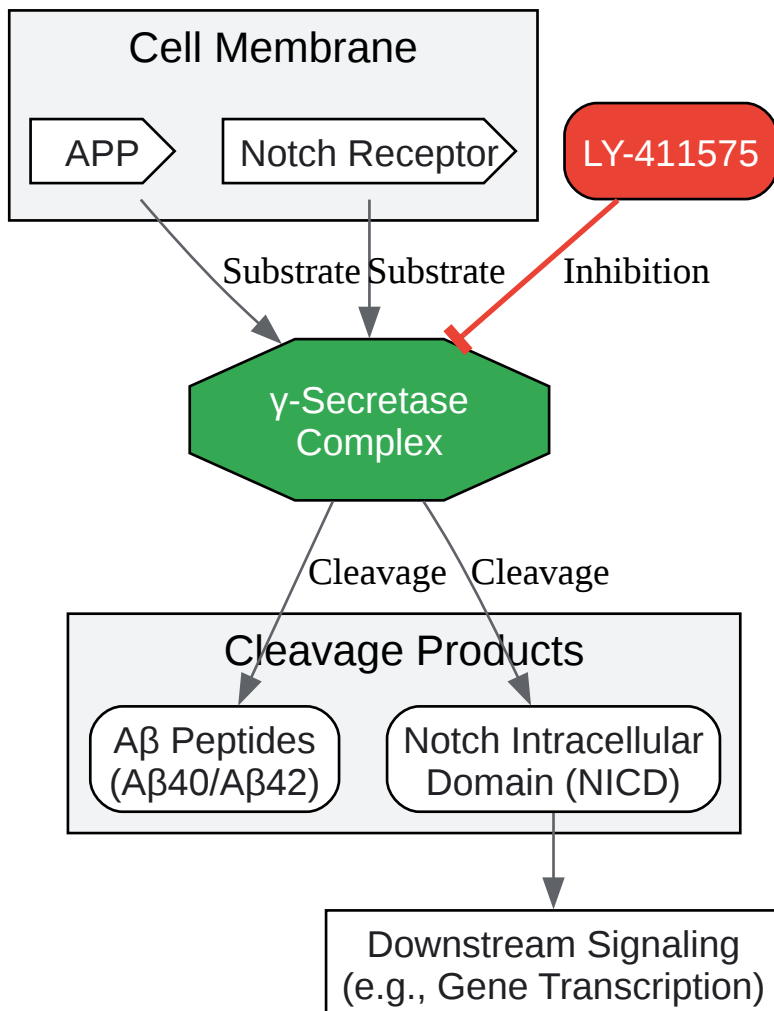 Cell Membrane
APP
Notch Receptor
LY-411575
Substrate
Substrate
Inhibition
γ-Secretase
Complex
Cleavage
Cleavage
Cleavage Products
Aβ Peptides
(Aβ40/Aβ42)
Notch Intracellular
Domain (NICD)
Downstream Signaling
(e.g., Gene Transcription)